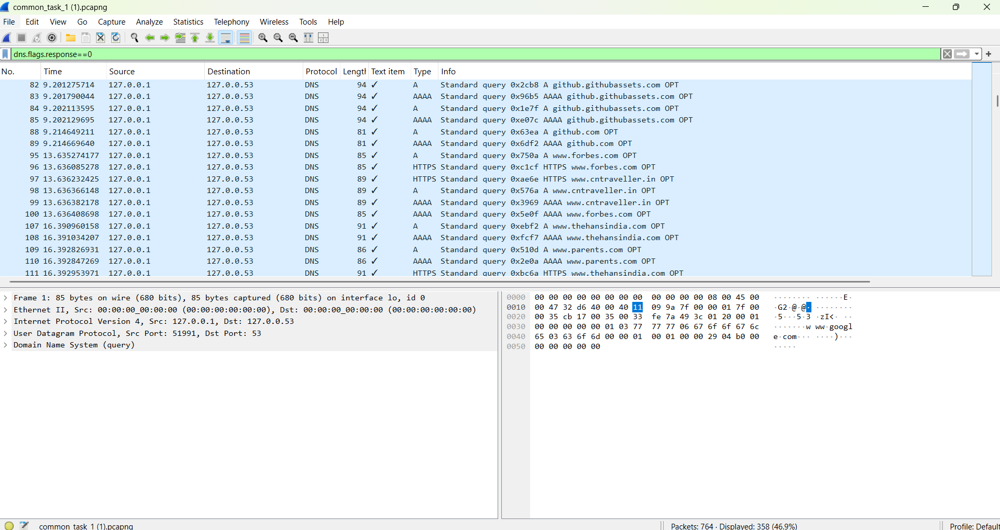 common_task_1 (1).pcapng
File Edit View Go Capture Analyze Statistics Telephony Wireless Tools Help
dns.flags.response==0
No. Time Source Destination Protocol Length Text item Type Info
82 9.201275714 127.0.0.1 127.0.0.53 DNS 94 ✓ A Standard query 0x2cb8 A github.githubassets.com OPT
83 9.201790044 127.0.0.1 127.0.0.53 DNS 94 ✓ AAAA Standard query 0x96b5 AAAA github.githubassets.com OPT
84 9.202113595 127.0.0.1 127.0.0.53 DNS 94 ✓ A Standard query 0x1e7f A github.githubassets.com OPT
85 9.202129695 127.0.0.1 127.0.0.53 DNS 94 ✓ AAAA Standard query 0xe07c AAAA github.githubassets.com OPT
88 9.214649211 127.0.0.1 127.0.0.53 DNS 81 ✓ A Standard query 0x63ea A github.com OPT
89 9.214669640 127.0.0.1 127.0.0.53 DNS 81 ✓ AAAA Standard query 0x6df2 AAAA github.com OPT
95 13.635274177 127.0.0.1 127.0.0.53 DNS 85 ✓ A Standard query 0x750a A www.forbes.com OPT
96 13.636085278 127.0.0.1 127.0.0.53 DNS 85 ✓ HTTPS Standard query 0xc1cf HTTPS www.forbes.com OPT
97 13.636232425 127.0.0.1 127.0.0.53 DNS 89 ✓ HTTPS Standard query 0xae6e HTTPS www.cntraveller.in OPT
98 13.636366148 127.0.0.1 127.0.0.53 DNS 89 ✓ A Standard query 0x576a A www.cntraveller.in OPT
99 13.636382178 127.0.0.1 127.0.0.53 DNS 89 ✓ AAAA Standard query 0x3969 AAAA www.cntraveller.in OPT
100 13.636408698 127.0.0.1 127.0.0.53 DNS 85 ✓ AAAA Standard query 0x5e0f AAAA www.forbes.com OPT
107 16.390960158 127.0.0.1 127.0.0.53 DNS 91 ✓ A Standard query 0xebf2 A www.thehansindia.com OPT
108 16.391034207 127.0.0.1 127.0.0.53 DNS 91 ✓ AAAA Standard query 0xfcf7 AAAA www.thehansindia.com OPT
109 16.392826931 127.0.0.1 127.0.0.53 DNS 86 ✓ A Standard query 0x510d A www.parents.com OPT
110 16.392847269 127.0.0.1 127.0.0.53 DNS 86 ✓ AAAA Standard query 0x2e0a AAAA www.parents.com OPT
111 16.392953971 127.0.0.1 127.0.0.53 DNS 91 ✓ HTTPS Standard query 0xbc6a HTTPS www.thehansindia.com OPT
Frame 1: 85 bytes on wire (680 bits), 85 bytes captured (680 bits) on interface lo, id 0
Ethernet II, Src: 00:00:00_00:00:00 (00:00:00:00:00:00), Dst: 00:00:00_00:00:00 (00:00:00:00:00:00)
Internet Protocol Version 4, Src: 127.0.0.1, Dst: 127.0.0.53
User Datagram Protocol, Src Port: 51991, Dst Port: 53
Domain Name System (query)
0000 00 00 00 00 00 00 00 00 00 00 00 00 08 00 45 00 ········ ······E·
0010 00 47 32 d6 40 00 40 11 09 9a 7f 00 00 01 7f 00 ·G2·@·@· ········
0020 00 35 cb 17 00 35 00 33 fe 7a 49 3c 01 20 00 01 ·5···5·3 ·zI<· ··
0030 00 00 00 00 00 01 03 77 77 77 06 67 6f 6f 67 6c ·······w ww·googl
0040 65 03 63 6f 6d 00 00 01 00 01 00 00 29 04 b0 00 e·com··· ····)···
0050 00 00 00 00 00 ·····
common_task_1 (1).pcapng Packets: 764 · Displayed: 358 (46.9%) Profile: Default